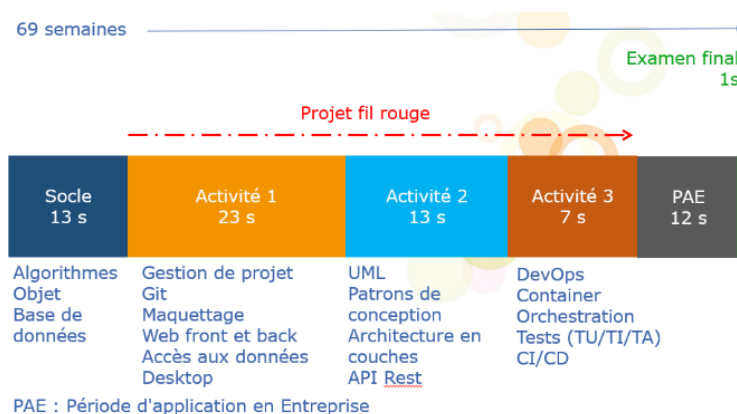 69 semaines
Examen final
1s
Projet fil rouge
Socle
13 s
Activité 1
23 s
Activité 2
13 s
Activité 3
7 s
PAE
12 s
Algorithmes
Objet
Base de
données
Gestion de projet
Git
Maquettage
Web front et back
Accès aux données
Desktop
UML
Patrons de
conception
Architecture en
couches
API Rest
DevOps
Container
Orchestration
Tests (TU/TI/TA)
CI/CD
PAE : Période d'application en Entreprise